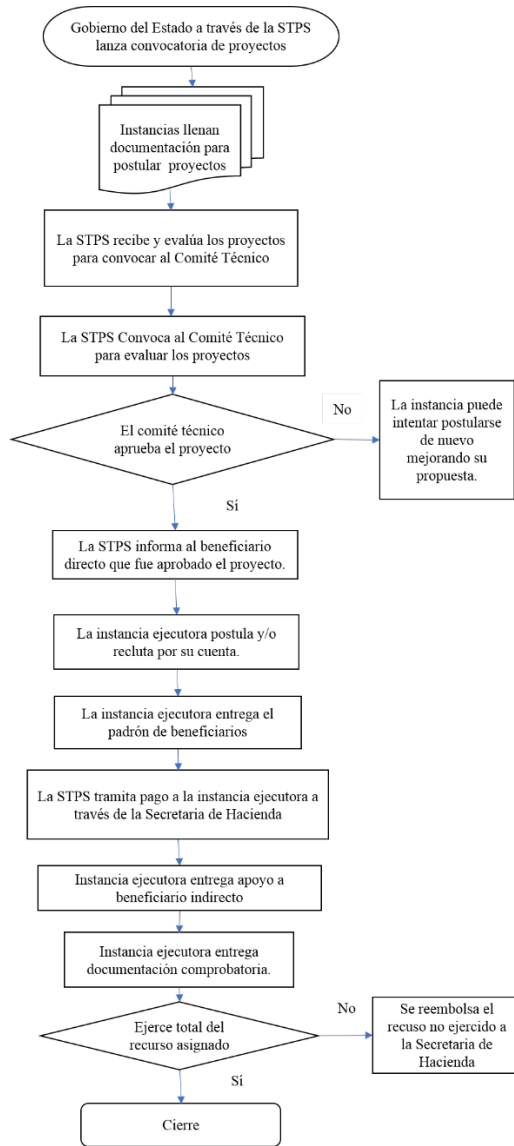 Gobierno del Estado a través de la STPS
lanza convocatoria de proyectos
Instancias llenan
documentación para
postular proyectos
La STPS recibe y evalúa los proyectos
para convocar al Comité Técnico
La STPS Convoca al Comité Técnico
para evaluar los proyectos
El comité técnico
aprueba el proyecto
No
La instancia puede
intentar postularse
de nuevo
mejorando su
propuesta.
Sí
La STPS informa al beneficiario
directo que fue aprobado el proyecto.
La instancia ejecutora postula y/o
recluta por su cuenta.
La instancia ejecutora entrega el
padrón de beneficiarios
La STPS tramita pago a la instancia ejecutora a
través de la Secretaria de Hacienda
Instancia ejecutora entrega apoyo a
beneficiario indirecto
Instancia ejecutora entrega
documentación comprobatoria.
Ejerce total del
recurso asignado
No
Se reembolsa el
recuso no ejercido a
la Secretaria de
Hacienda
Sí
Cierre